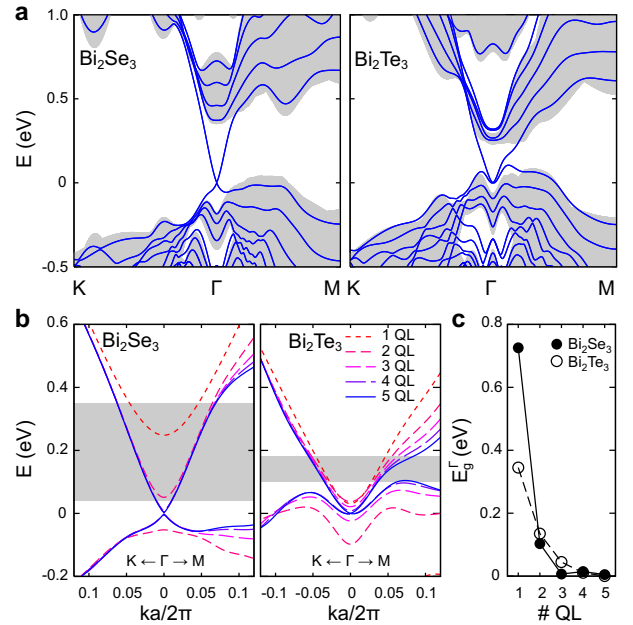 a
Bi2Se3
Bi2Te3
E (eV)
1.0
0.5
0
-0.5
K Γ M
K Γ M
b
Bi2Se3
Bi2Te3
1 QL
2 QL
3 QL
4 QL
5 QL
E (eV)
0.6
0.4
0.2
0
-0.2
K ← Γ → M
K ← Γ → M
0.1 0.05 0 0.05 0.1
0.1 0.05 0 0.05 0.1
ka/2π
ka/2π
c
Bi2Se3
Bi2Te3
EgΓ (eV)
0.8
0.6
0.4
0.2
0
1 2 3 4 5
# QL